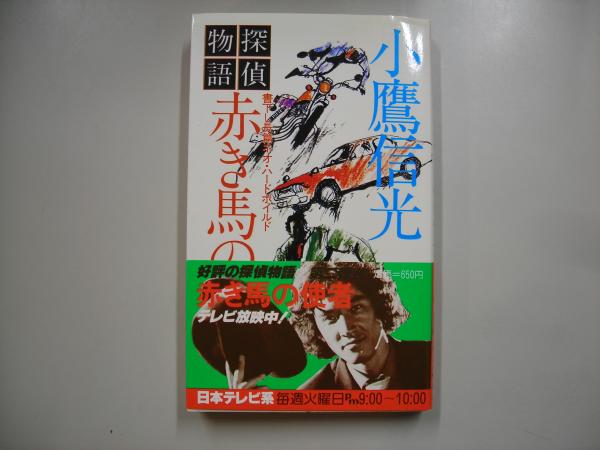 探偵物語
小鷹信光
赤き馬の
書下し長篇ネオ・ハードボイルド
好評の探偵物語
赤き馬の使者
テレビ放映中!
定価=650円
日本テレビ系 毎週火曜日Pm9:00〜10:00